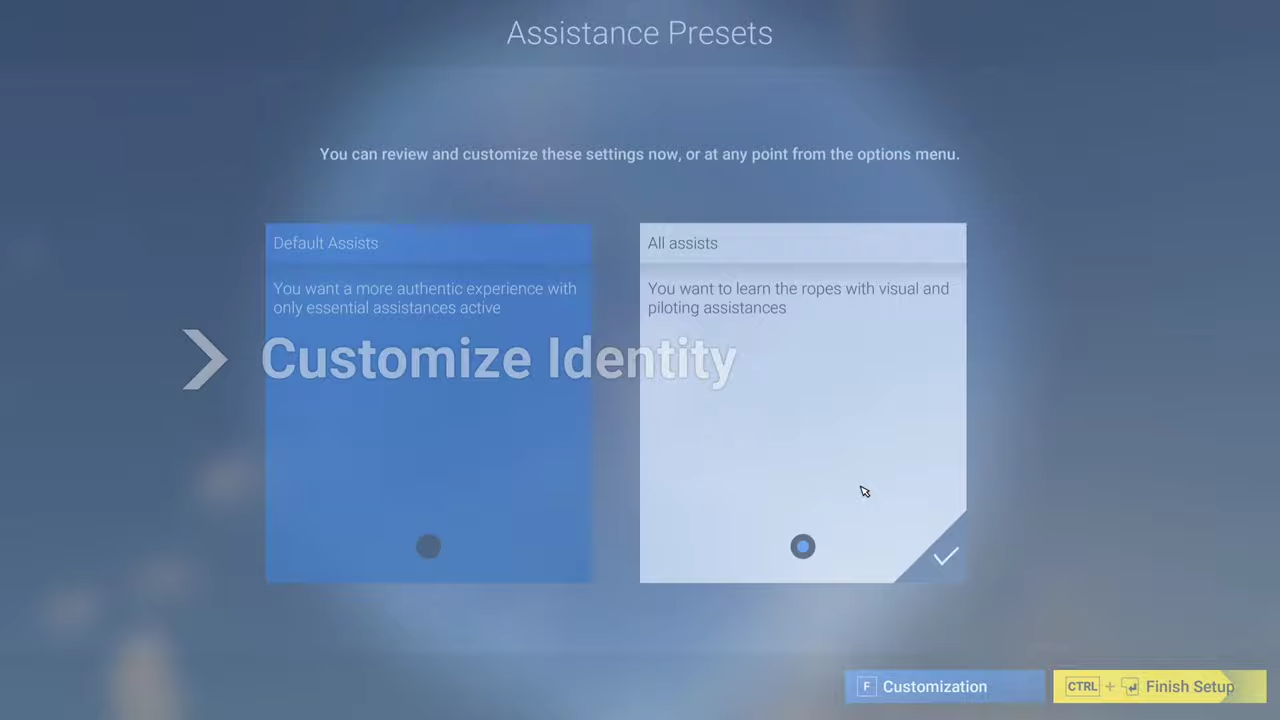 Assistance Presets
You can review and customize these settings now, or at any point from the options menu.
Default Assists
You want a more authentic experience with
only essential assistances active
All assists
You want to learn the ropes with visual and
piloting assistances
Customize Identity
F Customization
CTRL + Finish Setup